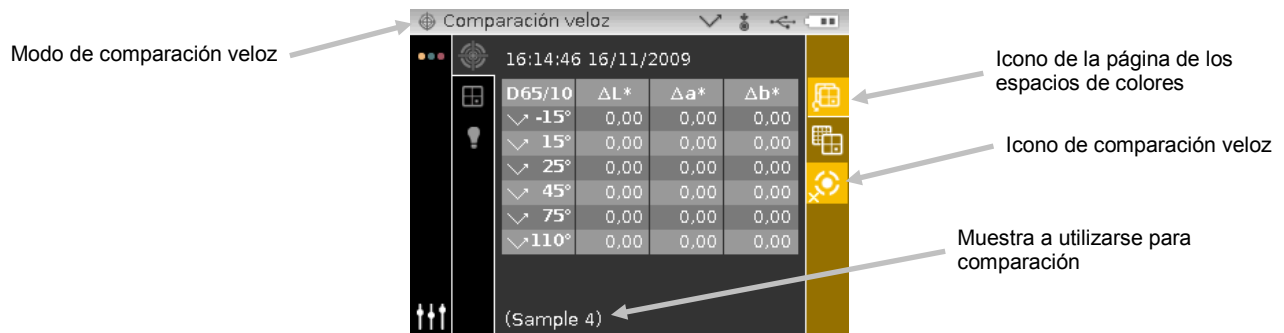 Comparación veloz
Modo de comparación veloz
16:14:46 16/11/2009
D65/10 ΔL* Δa* Δb*
-15° 0,00 0,00 0,00
15° 0,00 0,00 0,00
25° 0,00 0,00 0,00
45° 0,00 0,00 0,00
75° 0,00 0,00 0,00
110° 0,00 0,00 0,00
(Sample 4)
Icono de la página de los
espacios de colores
Icono de comparación veloz
Muestra a utilizarse para
comparación